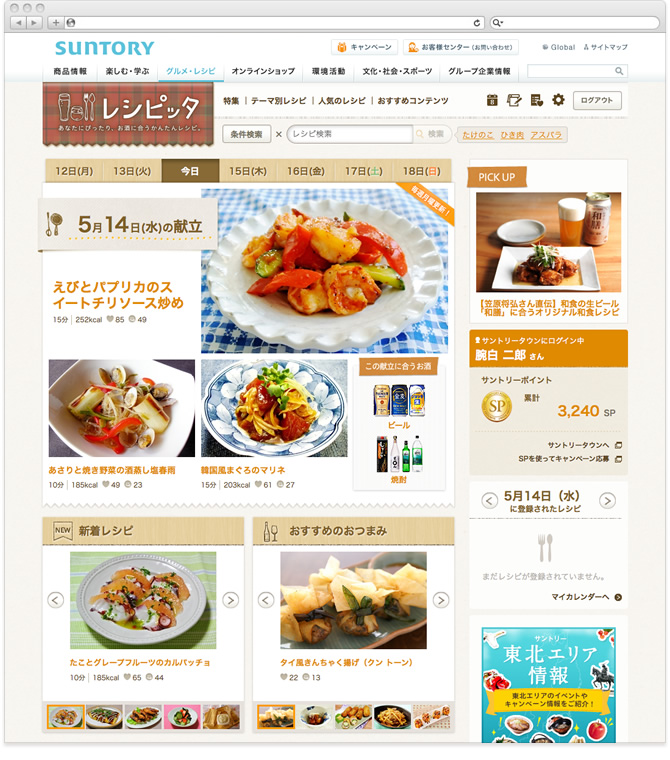 SUNTORY
キャンペーン
お客様センター(お問い合わせ)
Global
サイトマップ
商品情報
楽しむ・学ぶ
グルメ・レシピ
オンラインショップ
環境活動
文化・社会・スポーツ
グループ企業情報
レシピッタ
あなたにぴったり、お酒に合うかんたんレシピ。
特集
テーマ別レシピ
人気のレシピ
おすすめコンテンツ
ログアウト
条件検索
×
レシピ検索
検索
たけのこ ひき肉 アスパラ
12日(月)
13日(火)
今日
15日(木)
16日(金)
17日(土)
18日(日)
毎週月曜更新!
5月14日(水)の献立
えびとパプリカのス
イートチリソース炒め
15分 252kcal 85 49
あさりと焼き野菜の酒蒸し塩春雨
10分 185kcal 49 23
韓国風まぐろのマリネ
15分 203kcal 61 27
この献立に合うお酒
ビール
焼酎
PICK UP
和膳
【笠原将弘さん直伝】和食の生ビール
「和膳」に合うオリジナル和食レシピ
サントリータウンにログイン中
腕白 二郎 さん
サントリーポイント
SP
累計
3,240 SP
サントリータウンへ
SPを使ってキャンペーン応募
5月14日(水)
に登録されたレシピ
まだレシピが登録されていません。
マイカレンダーへ
NEW
新着レシピ
たことグレープフルーツのカルパッチョ
10分 185kcal 65 44
おすすめのおつまみ
タイ風きんちゃく揚げ(クン トーン)
22 13
サントリー
東北エリア
情報
東北エリアのイベントや
キャンペーン情報をご紹介!